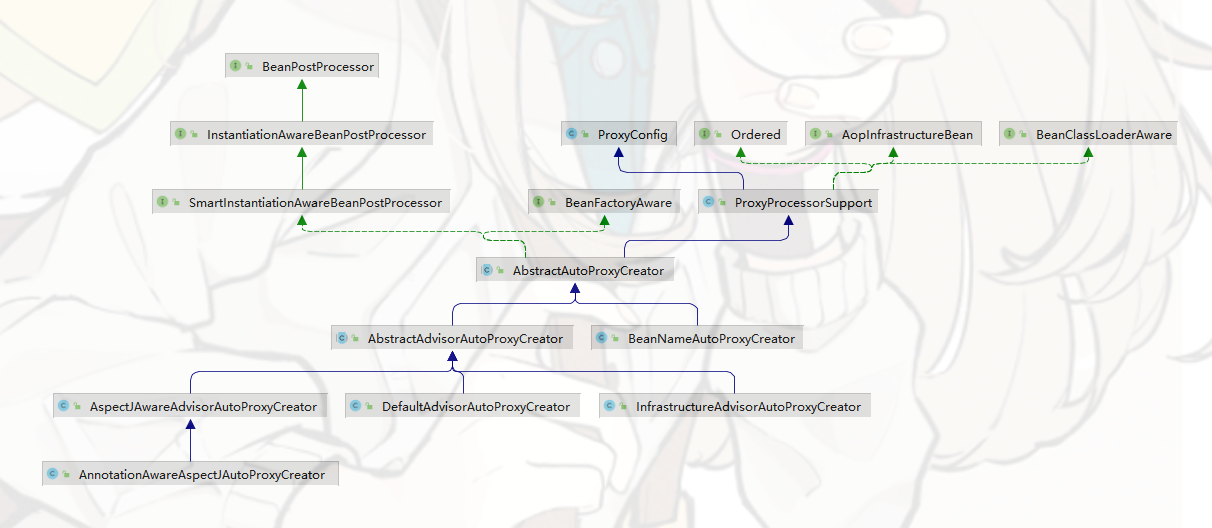 BeanPostProcessor
InstantiationAwareBeanPostProcessor
ProxyConfig
Ordered
AopInfrastructureBean
BeanClassLoaderAware
SmartInstantiationAwareBeanPostProcessor
BeanFactoryAware
ProxyProcessorSupport
AbstractAutoProxyCreator
AbstractAdvisorAutoProxyCreator
BeanNameAutoProxyCreator
AspectJAwareAdvisorAutoProxyCreator
DefaultAdvisorAutoProxyCreator
InfrastructureAdvisorAutoProxyCreator
AnnotationAwareAspectJAutoProxyCreator